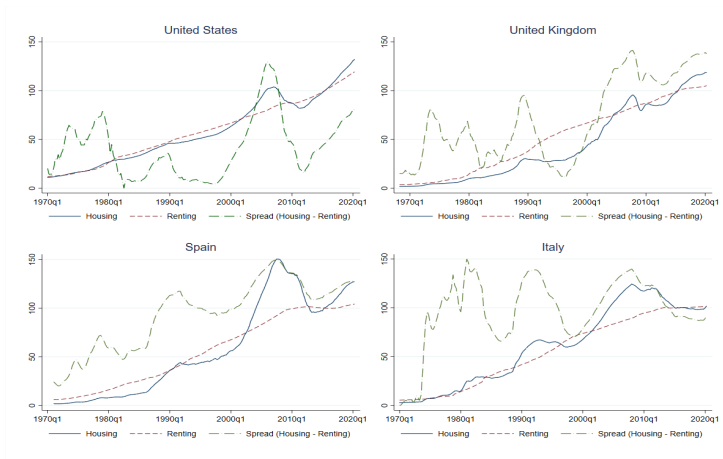 United States
United Kingdom
150
100
50
0
1970q1 1980q1 1990q1 2000q1 2010q1 2020q1
Housing Renting Spread (Housing - Renting)
150
100
50
0
1970q1 1980q1 1990q1 2000q1 2010q1 2020q1
Housing Renting Spread (Housing - Renting)
Spain
Italy
150
100
50
0
1970q1 1980q1 1990q1 2000q1 2010q1 2020q1
Housing Renting Spread (Housing - Renting)
150
100
50
0
1970q1 1980q1 1990q1 2000q1 2010q1 2020q1
Housing Renting Spread (Housing - Renting)